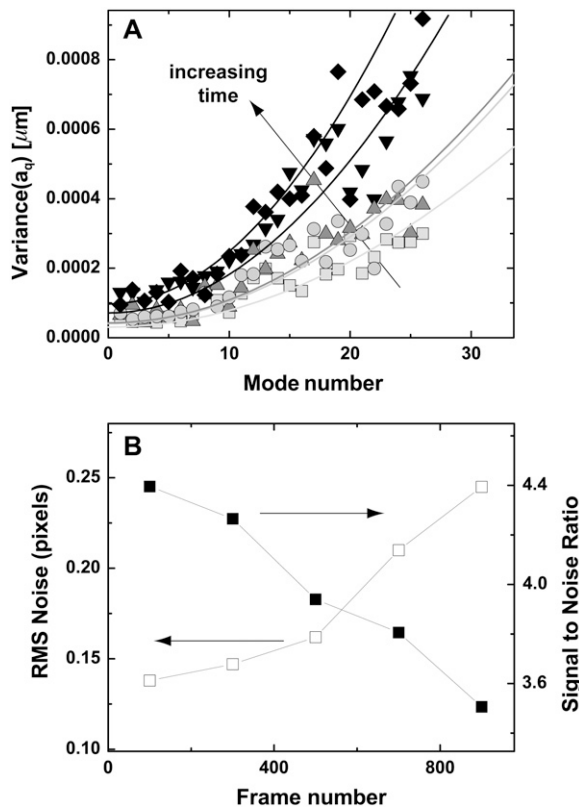 A
increasing
time
Variance(a_q) [μm]
0.0008
0.0006
0.0004
0.0002
0.0000
0 10 20 30
Mode number
B
RMS Noise (pixels)
0.25
0.20
0.15
0.10
4.4
4.0
3.6
Signal to Noise Ratio
0 400 800
Frame number